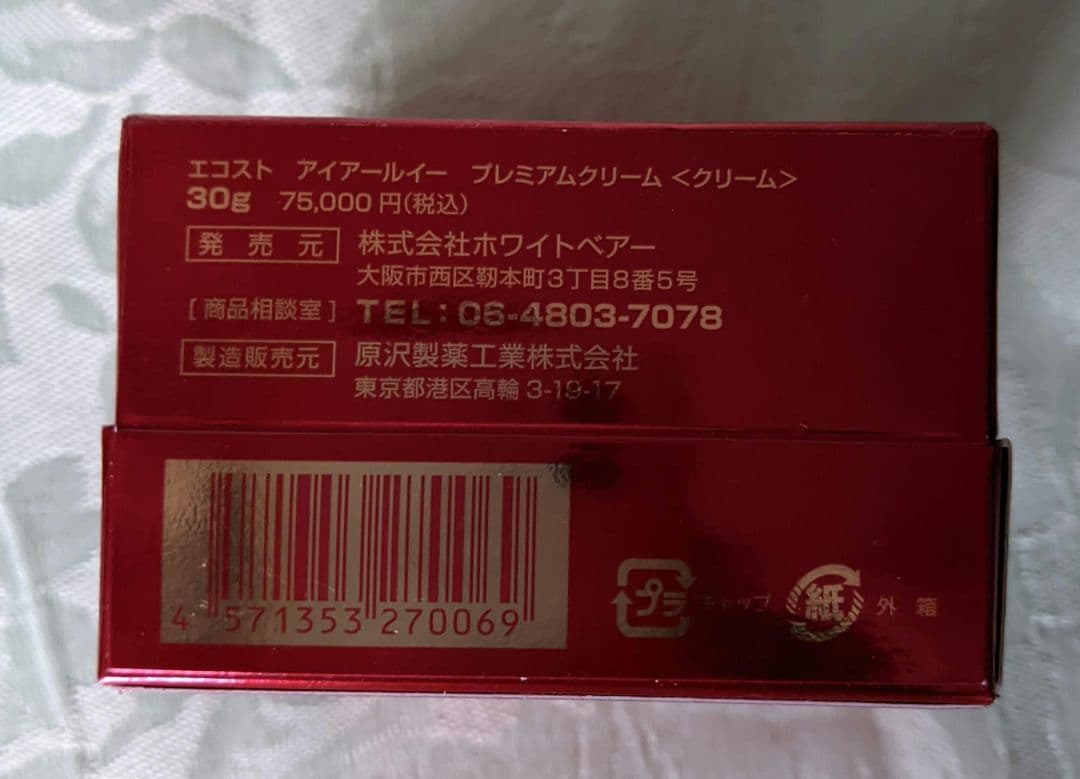 エコスト アイアールイー プレミアムクリーム <クリーム>
30g 75,000円(税込)
発売元 株式会社ホワイトベアー
大阪市西区靭本町3丁目8番5号
[商品相談室] TEL:06-4803-7078
製造販売元 原沢製薬工業株式会社
東京都港区高輪3-19-17
4 571353 270069
プラ キャップ 紙 外箱